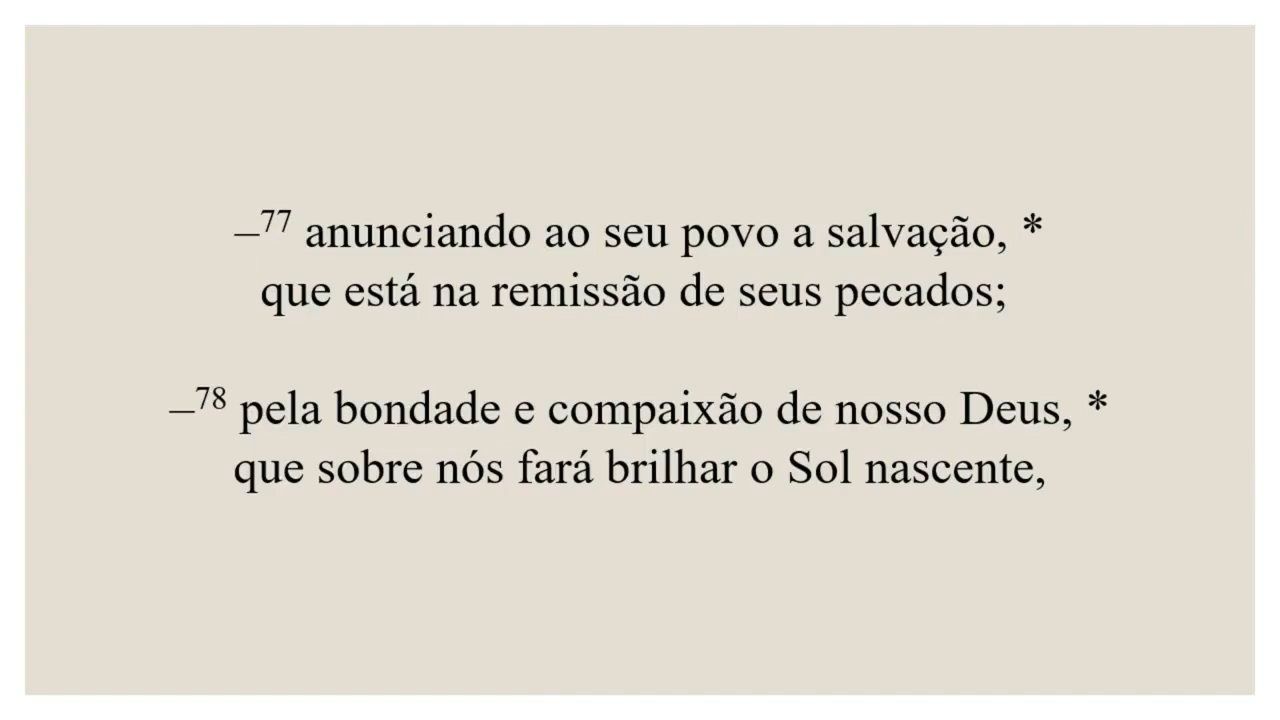 –77 anunciando ao seu povo a salvação, *
que está na remissão de seus pecados;
–78 pela bondade e compaixão de nosso Deus, *
que sobre nós fará brilhar o Sol nascente,